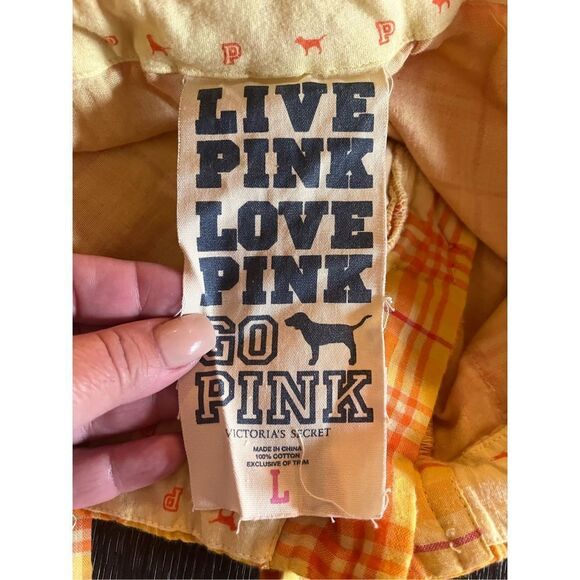 P P
LIVE
PINK
LOVE
PINK
GO
PINK
VICTORIA'S SECRET
MADE IN CHINA
100% COTTON
EXCLUSIVE OF TRIM
L
P